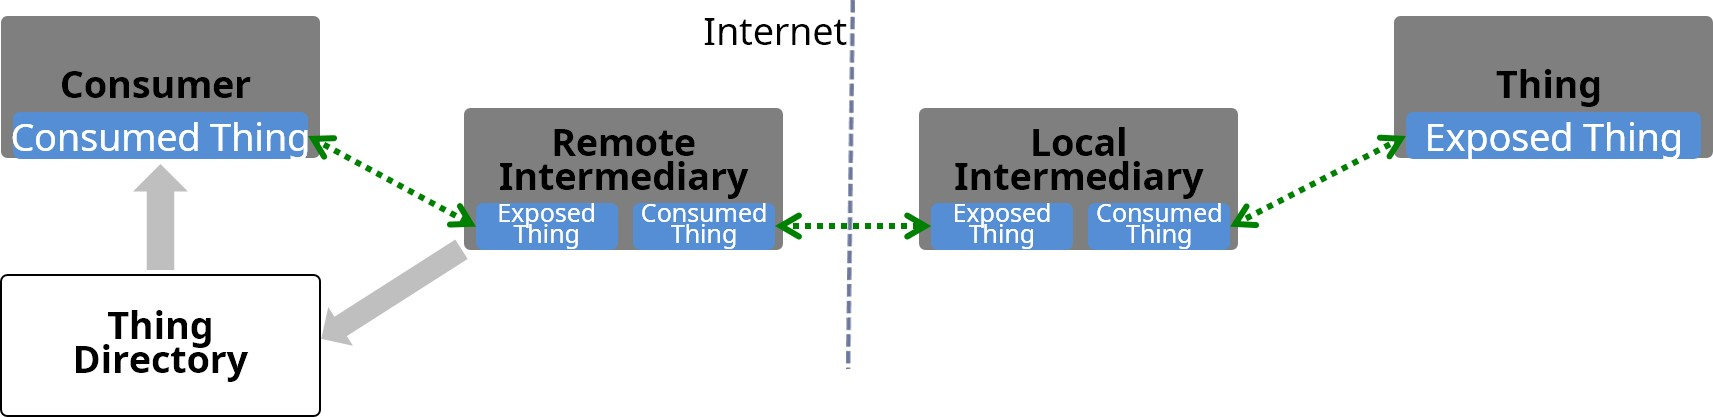 Internet
Consumer
Consumed Thing
Remote
Intermediary
Exposed
Thing
Consumed
Thing
Local
Intermediary
Exposed
Thing
Consumed
Thing
Thing
Exposed Thing
Thing
Directory